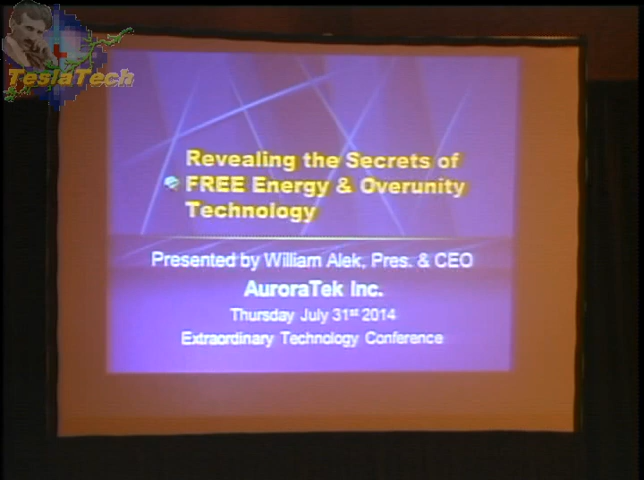 TeslaTech
Revealing the Secrets of
FREE Energy & Overunity
Technology
Presented by William Alek, Pres. & CEO
AuroraTek Inc.
Thursday July 31st 2014
Extraordinary Technology Conference